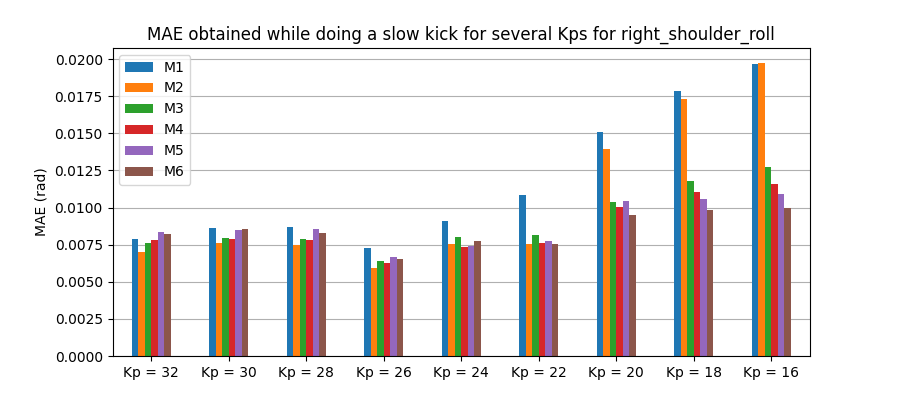 MAE obtained while doing a slow kick for several Kps for right_shoulder_roll
MAE (rad)
0.0200
0.0175
0.0150
0.0125
0.0100
0.0075
0.0050
0.0025
0.0000
M1
M2
M3
M4
M5
M6
Kp = 32 Kp = 30 Kp = 28 Kp = 26 Kp = 24 Kp = 22 Kp = 20 Kp = 18 Kp = 16